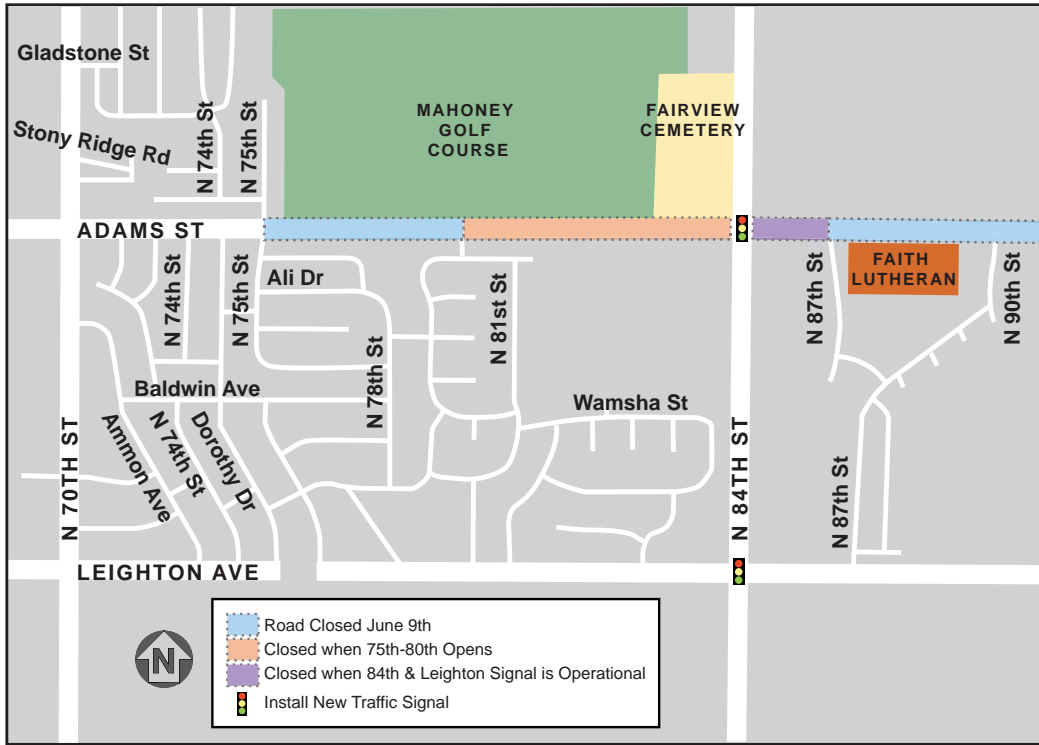 Gladstone St
Stony Ridge Rd
N 74th St
N 75th St
MAHONEY
GOLF
COURSE
FAIRVIEW
CEMETERY
ADAMS ST
N 74th St
N 75th St
Ali Dr
N 78th St
N 81st St
N 87th St
FAITH
LUTHERAN
N 90th St
Baldwin Ave
Wamsha St
N 70TH ST
Ammon Ave
N 74th St
Dorothy Dr
N 84TH ST
N 87th St
LEIGHTON AVE
Road Closed June 9th
Closed when 75th-80th Opens
Closed when 84th & Leighton Signal is Operational
Install New Traffic Signal
N